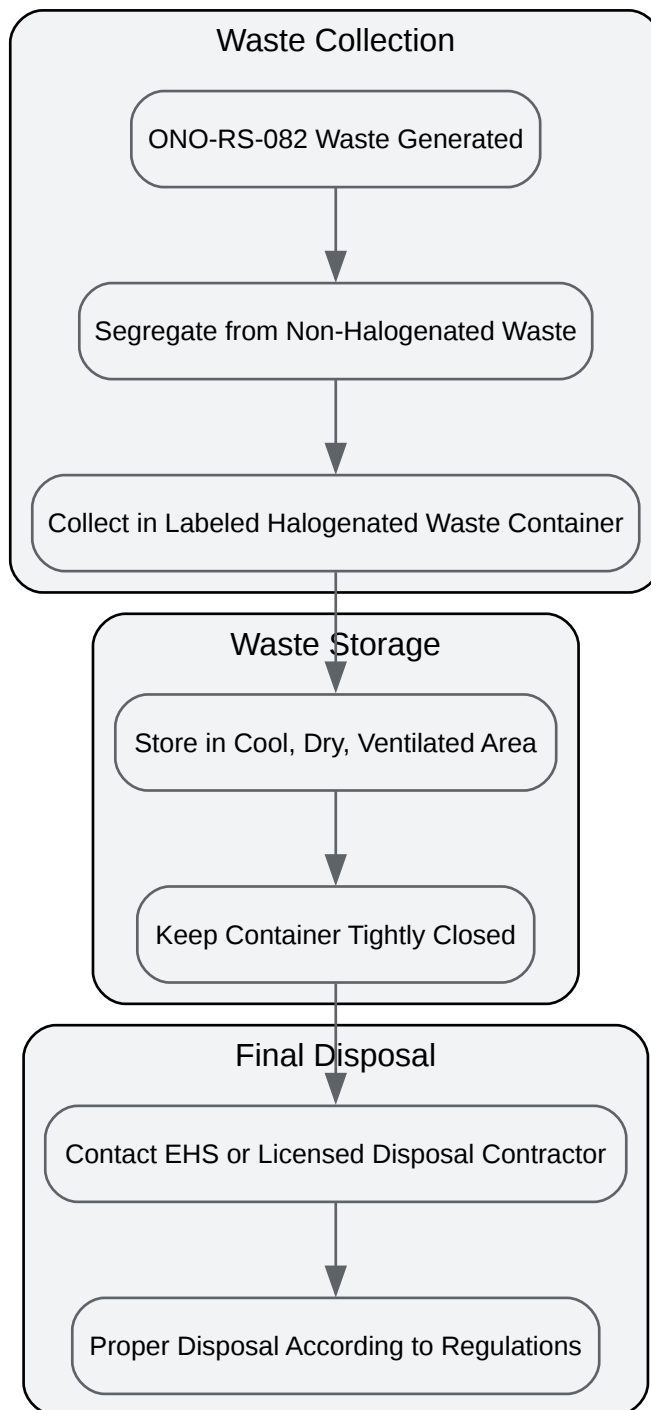 Waste Collection
ONO-RS-082 Waste Generated
Segregate from Non-Halogenated Waste
Collect in Labeled Halogenated Waste Container
Waste Storage
Store in Cool, Dry, Ventilated Area
Keep Container Tightly Closed
Final Disposal
Contact EHS or Licensed Disposal Contractor
Proper Disposal According to Regulations